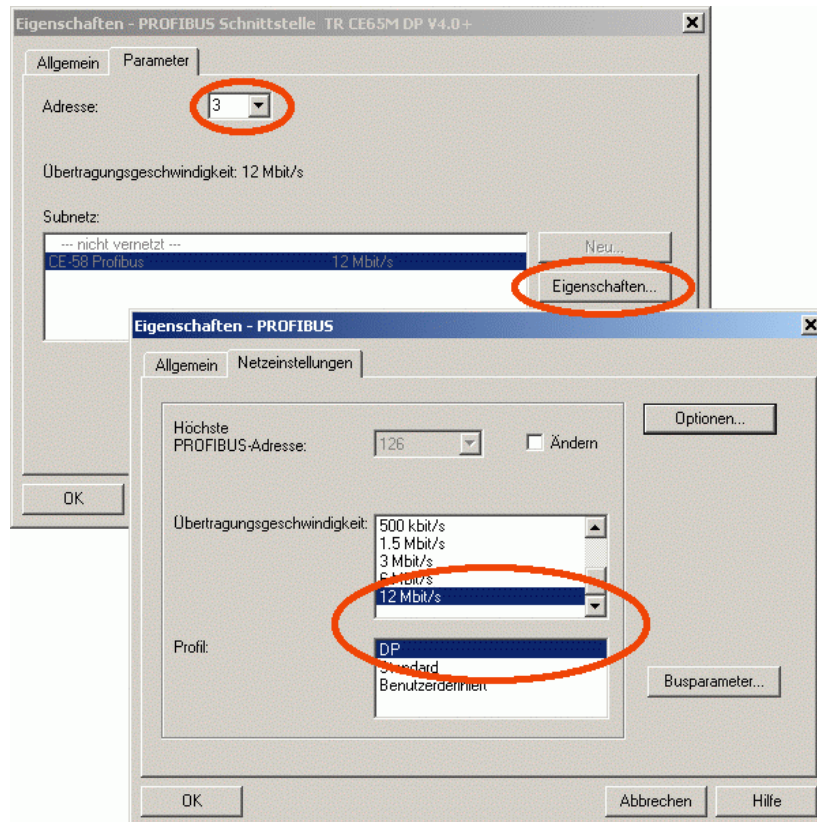 Eigenschaften - PROFIBUS Schnittstelle TR CE65M DP V4.0+
Allgemein Parameter
Adresse: 3
Übertragungsgeschwindigkeit: 12 Mbit/s
Subnetz:
--- nicht vernetzt ---
Neu...
CE-58 Profibus 12 Mbit/s
Eigenschaften...
OK
Eigenschaften - PROFIBUS
Allgemein Netzeinstellungen
Höchste
PROFIBUS-Adresse: 126 Ändern
Optionen...
Übertragungsgeschwindigkeit: 500 kbit/s
1.5 Mbit/s
3 Mbit/s
6 Mbit/s
12 Mbit/s
Profil: DP
Standard
Benutzerdefiniert
Busparameter...
OK Abbrechen Hilfe